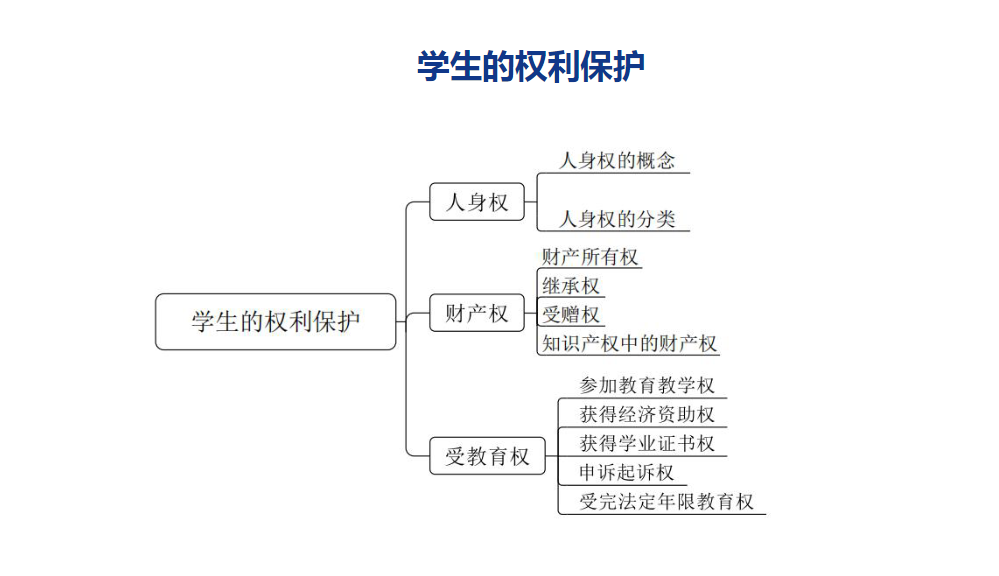 学生的权利保护
学生的权利保护
人身权
人身权的概念
人身权的分类
财产权
财产所有权
继承权
受赠权
知识产权中的财产权
受教育权
参加教育教学权
获得经济资助权
获得学业证书权
申诉起诉权
受完法定年限教育权